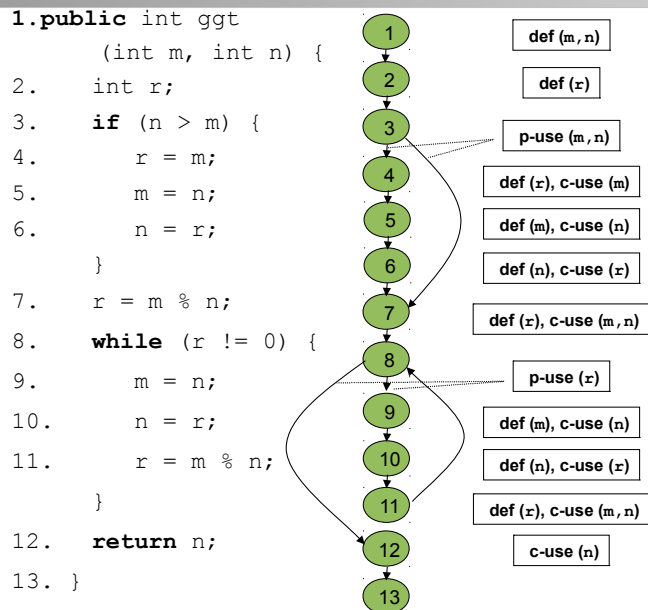 1.public int ggt
(int m, int n) {
2. int r;
3. if (n > m) {
4. r = m;
5. m = n;
6. n = r;
}
7. r = m % n;
8. while (r != 0) {
9. m = n;
10. n = r;
11. r = m % n;
}
12. return n;
13. }
1
2
3
4
5
6
7
8
9
10
11
12
13
def (m,n)
def (r)
p-use (m,n)
def (r), c-use (m)
def (m), c-use (n)
def (n), c-use (r)
def (r), c-use (m,n)
p-use (r)
def (m), c-use (n)
def (n), c-use (r)
def (r), c-use (m,n)
c-use (n)